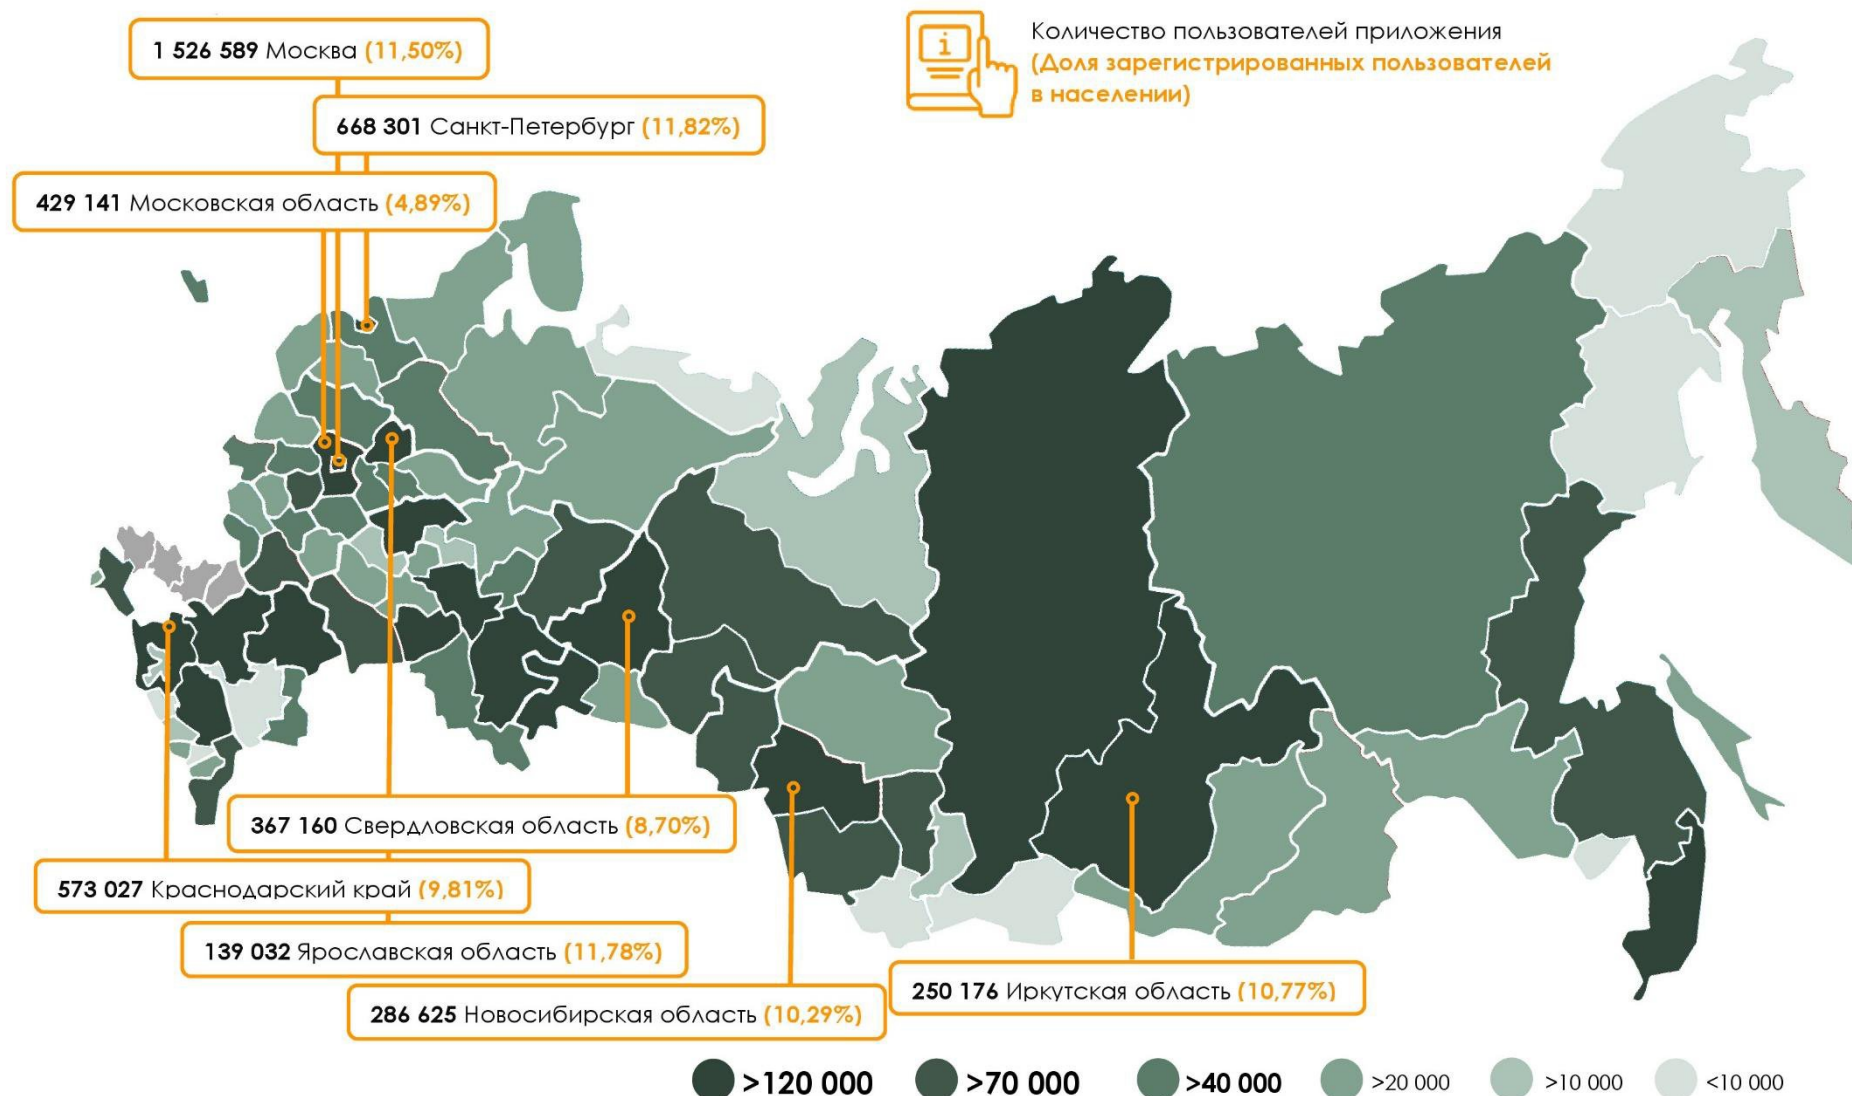 1 526 589 Москва (11,50%)
Количество пользователей приложения
(Доля зарегистрированных пользователей
в населении)
668 301 Санкт-Петербург (11,82%)
429 141 Московская область (4,89%)
367 160 Свердловская область (8,70%)
573 027 Краснодарский край (9,81%)
139 032 Ярославская область (11,78%)
286 625 Новосибирская область (10,29%)
250 176 Иркутская область (10,77%)
>120 000 >70 000 >40 000 >20 000 >10 000 <10 000